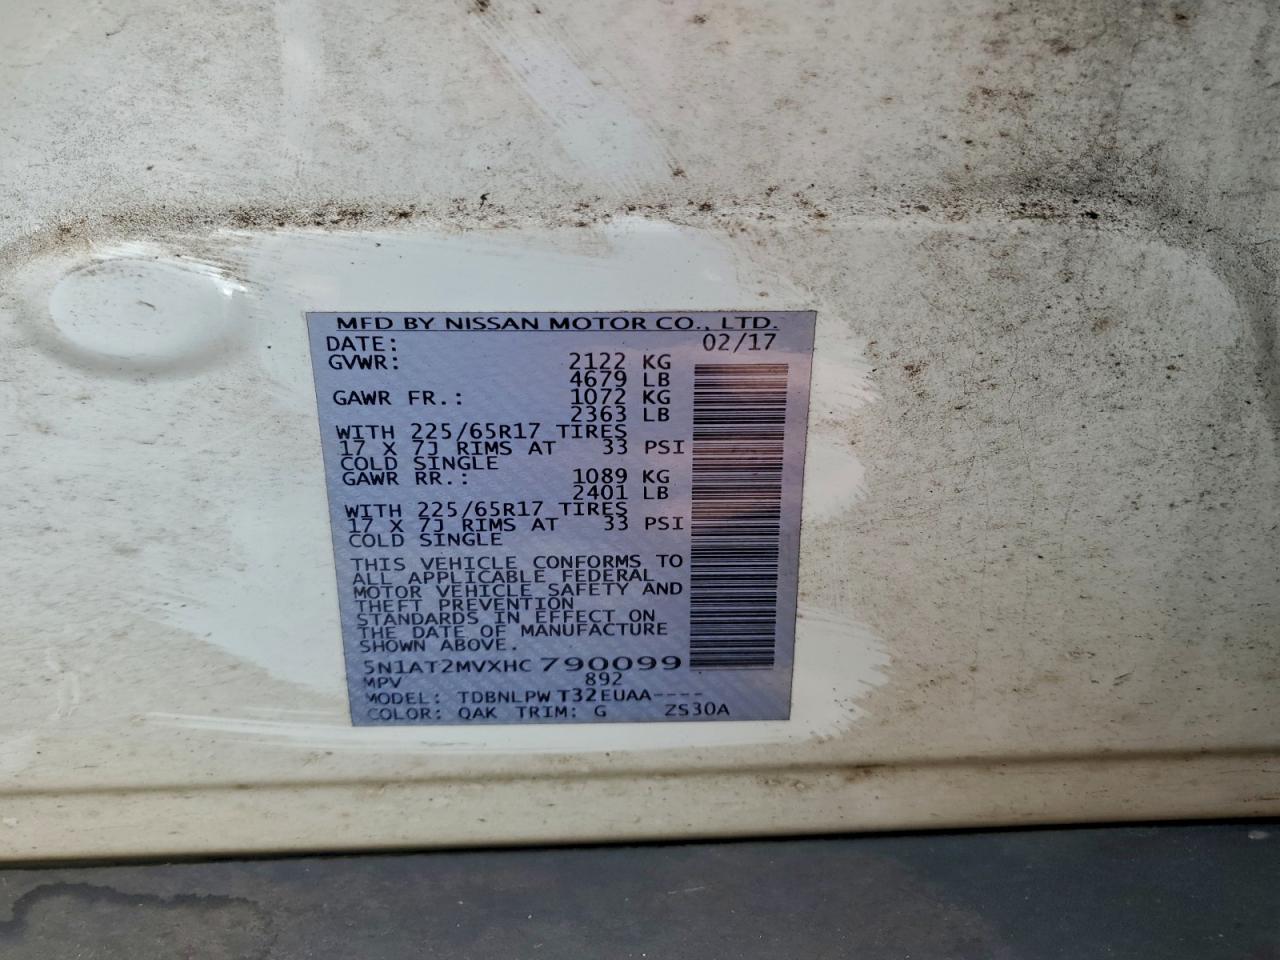 MFD BY NISSAN MOTOR CO., LTD.
DATE: 02/17
GVWR: 2122 KG
4679 LB
GAWR FR.: 1072 KG
2363 LB
WITH 225/65R17 TIRES
17 X 7J RIMS AT 33 PSI
COLD SINGLE
GAWR RR.: 1089 KG
2401 LB
WITH 225/65R17 TIRES
17 X 7J RIMS AT 33 PSI
COLD SINGLE
THIS VEHICLE CONFORMS TO
ALL APPLICABLE FEDERAL
MOTOR VEHICLE SAFETY AND
THEFT PREVENTION
STANDARDS IN EFFECT ON
THE DATE OF MANUFACTURE
SHOWN ABOVE.
5N1AT2MVXHC790099
MPV 892
MODEL: TDBNLPW T32EUAA----
COLOR: QAK TRIM: G ZS30A